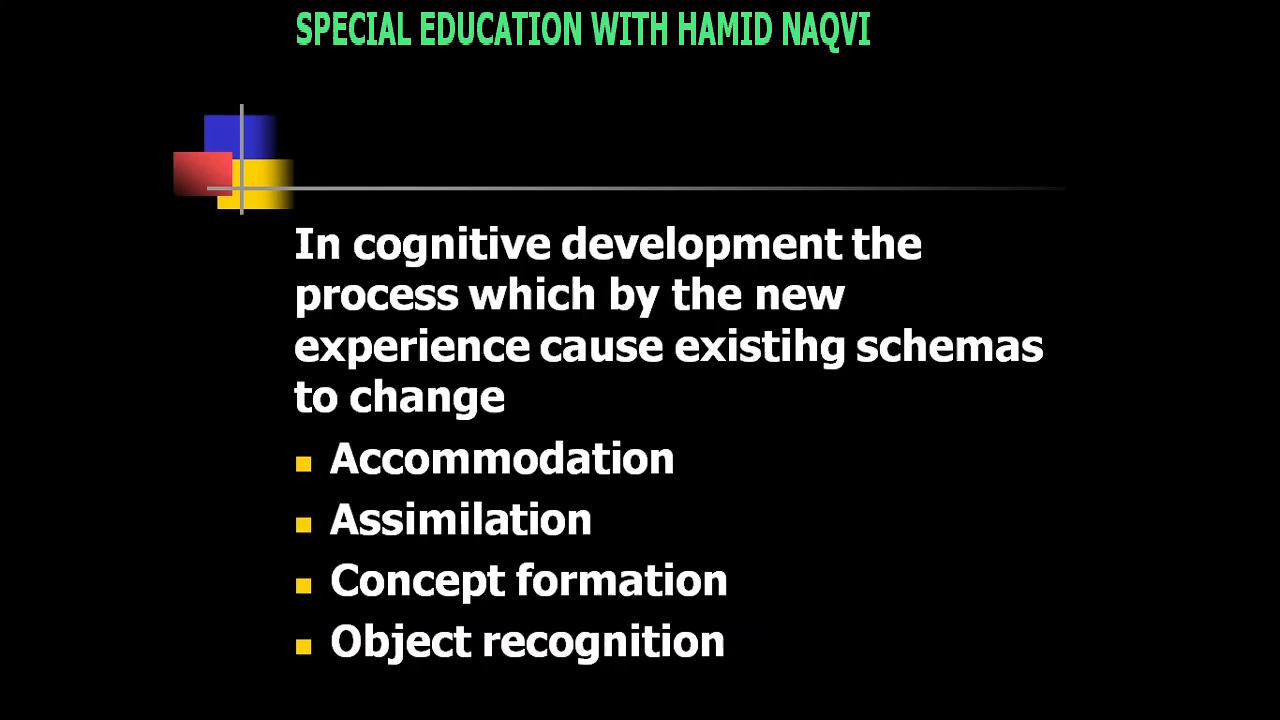 SPECIAL EDUCATION WITH HAMID NAQVI
In cognitive development the
process which by the new
experience cause existihg schemas
to change
Accommodation
Assimilation
Concept formation
Object recognition